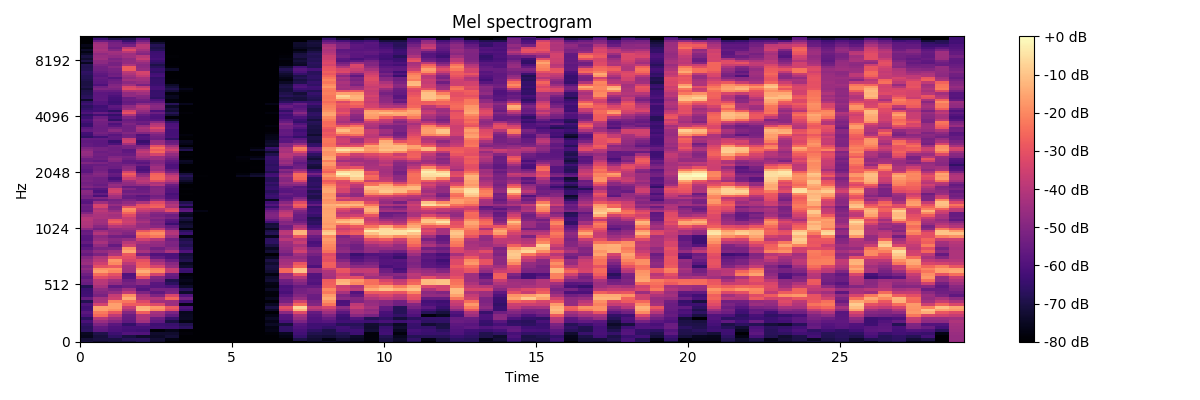 Mel spectrogram
8192
4096
2048
1024
512
0
Hz
0 5 10 15 20 25
Time
+0 dB
-10 dB
-20 dB
-30 dB
-40 dB
-50 dB
-60 dB
-70 dB
-80 dB